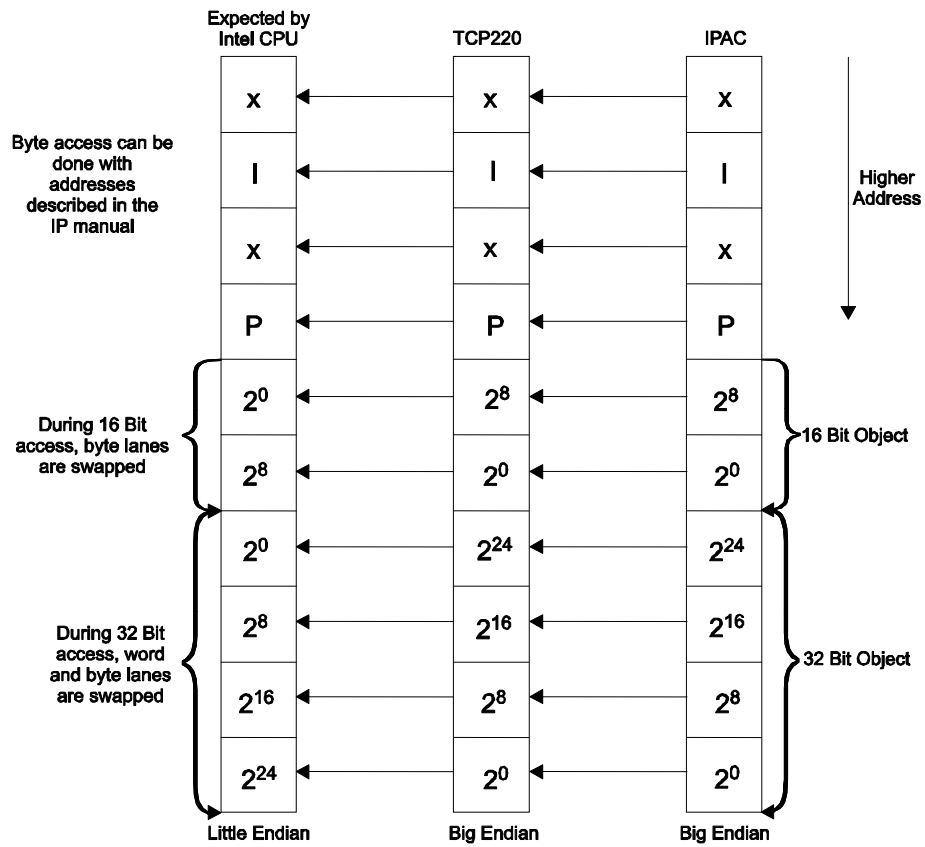 Expected by
Intel CPU
TCP220
IPAC
x
x
x
I
I
I
x
x
x
P
P
P
Byte access can be
done with
addresses
described in the
IP manual
Higher
Address
2⁰
2⁸
2⁸
2⁸
2⁰
2⁰
During 16 Bit
access, byte lanes
are swapped
16 Bit Object
2⁰
2²⁴
2²⁴
2⁸
2¹⁶
2¹⁶
2¹⁶
2⁸
2⁸
2²⁴
2⁰
2⁰
During 32 Bit
access, word
and byte lanes
are swapped
32 Bit Object
Little Endian
Big Endian
Big Endian